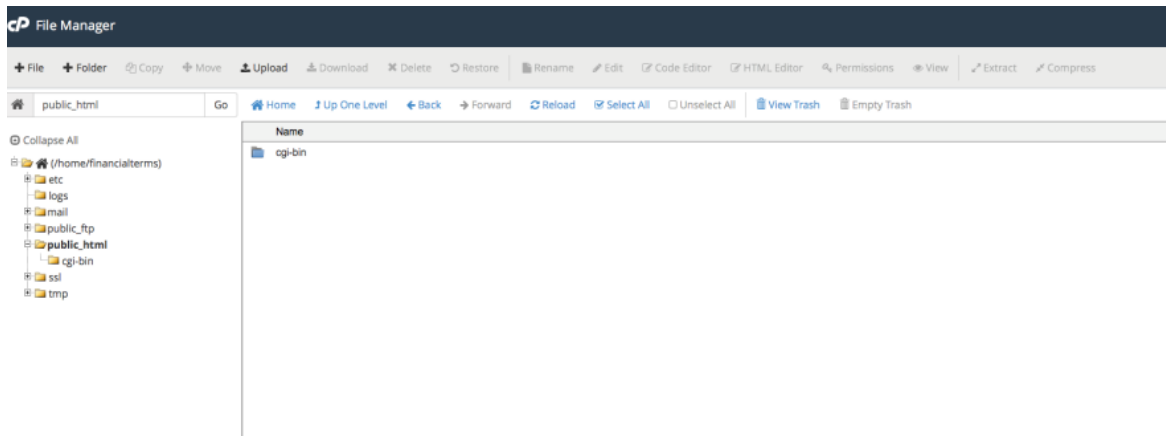 cP File Manager
File Folder Copy Move Upload Download Delete Restore Rename Edit Code Editor HTML Editor Permissions View Extract Compress
public_html Go Home Up One Level Back Forward Reload Select All Unselect All View Trash Empty Trash
Collapse All
Name
(/home/financialterms)
cgi-bin
etc
logs
mail
public_ftp
public_html
cgi-bin
ssl
tmp